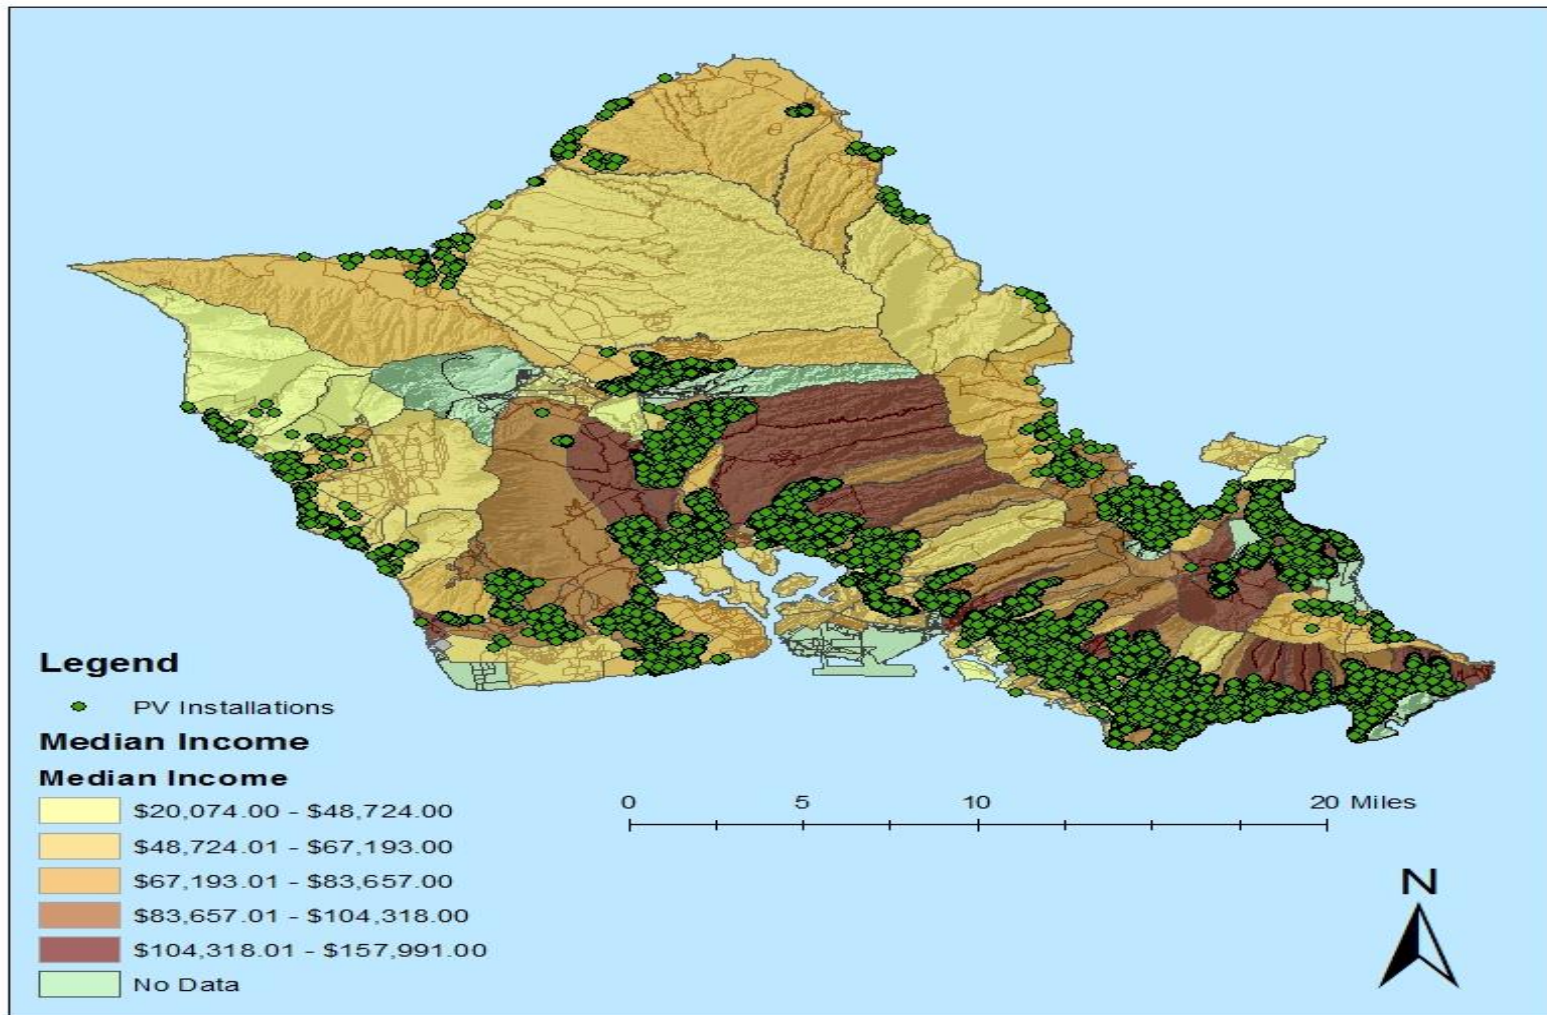 Legend
PV Installations
Median Income
Median Income
$20,074.00 - $48,724.00
$48,724.01 - $67,193.00
$67,193.01 - $83,657.00
$83,657.01 - $104,318.00
$104,318.01 - $157,991.00
No Data
0 5 10 20 Miles
N